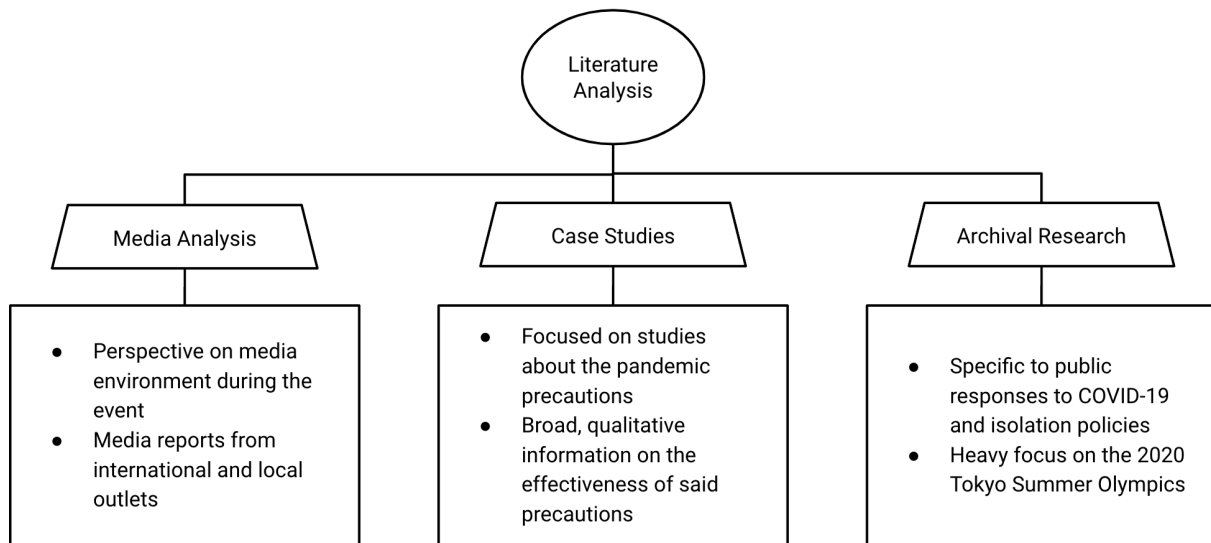 Literature
Analysis
Media Analysis
Case Studies
Archival Research
● Perspective on media
environment during the
event
● Media reports from
international and local
outlets
● Focused on studies
about the pandemic
precautions
● Broad, qualitative
information on the
effectiveness of said
precautions
● Specific to public
responses to COVID-19
and isolation policies
● Heavy focus on the 2020
Tokyo Summer Olympics